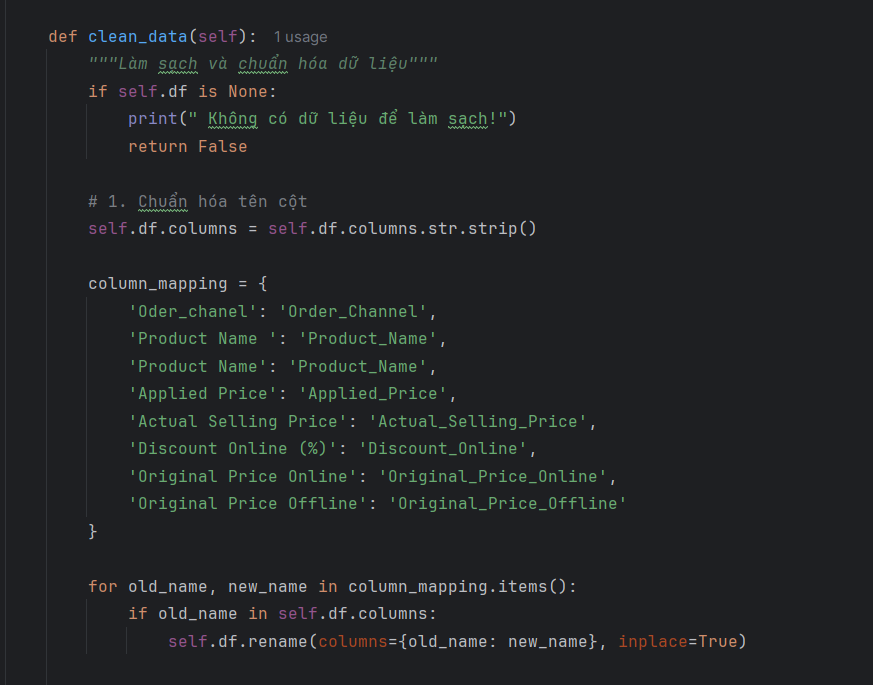 def clean_data(self): 1 usage
"""Làm sạch và chuẩn hóa dữ liệu"""
if self.df is None:
print(" Không có dữ liệu để làm sạch!")
return False
# 1. Chuẩn hóa tên cột
self.df.columns = self.df.columns.str.strip()
column_mapping = {
'Oder_chanel': 'Order_Channel',
'Product Name ': 'Product_Name',
'Product Name': 'Product_Name',
'Applied Price': 'Applied_Price',
'Actual Selling Price': 'Actual_Selling_Price',
'Discount Online (%)': 'Discount_Online',
'Original Price Online': 'Original_Price_Online',
'Original Price Offline': 'Original_Price_Offline'
}
for old_name, new_name in column_mapping.items():
if old_name in self.df.columns:
self.df.rename(columns={old_name: new_name}, inplace=True)